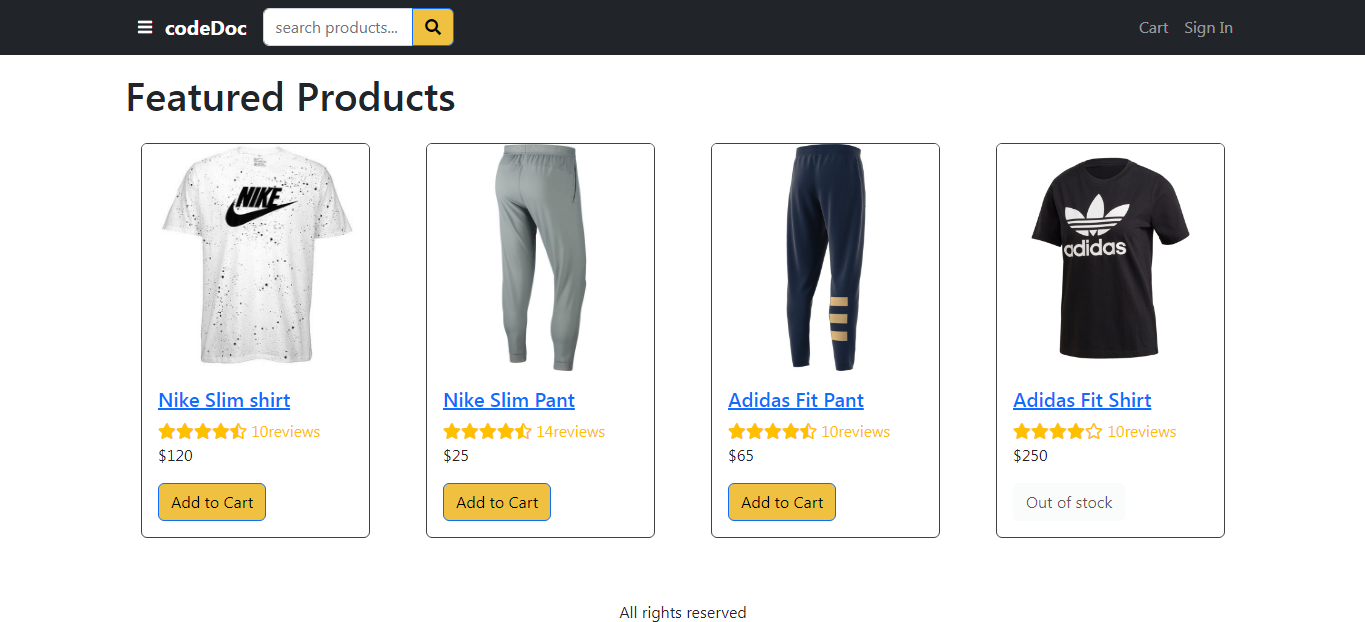 codeDoc
search products...
Cart
Sign In
Featured Products
NIKE
adidas
Nike Slim shirt
10reviews
$120
Add to Cart
Nike Slim Pant
14reviews
$25
Add to Cart
Adidas Fit Pant
10reviews
$65
Add to Cart
Adidas Fit Shirt
10reviews
$250
Out of stock
All rights reserved